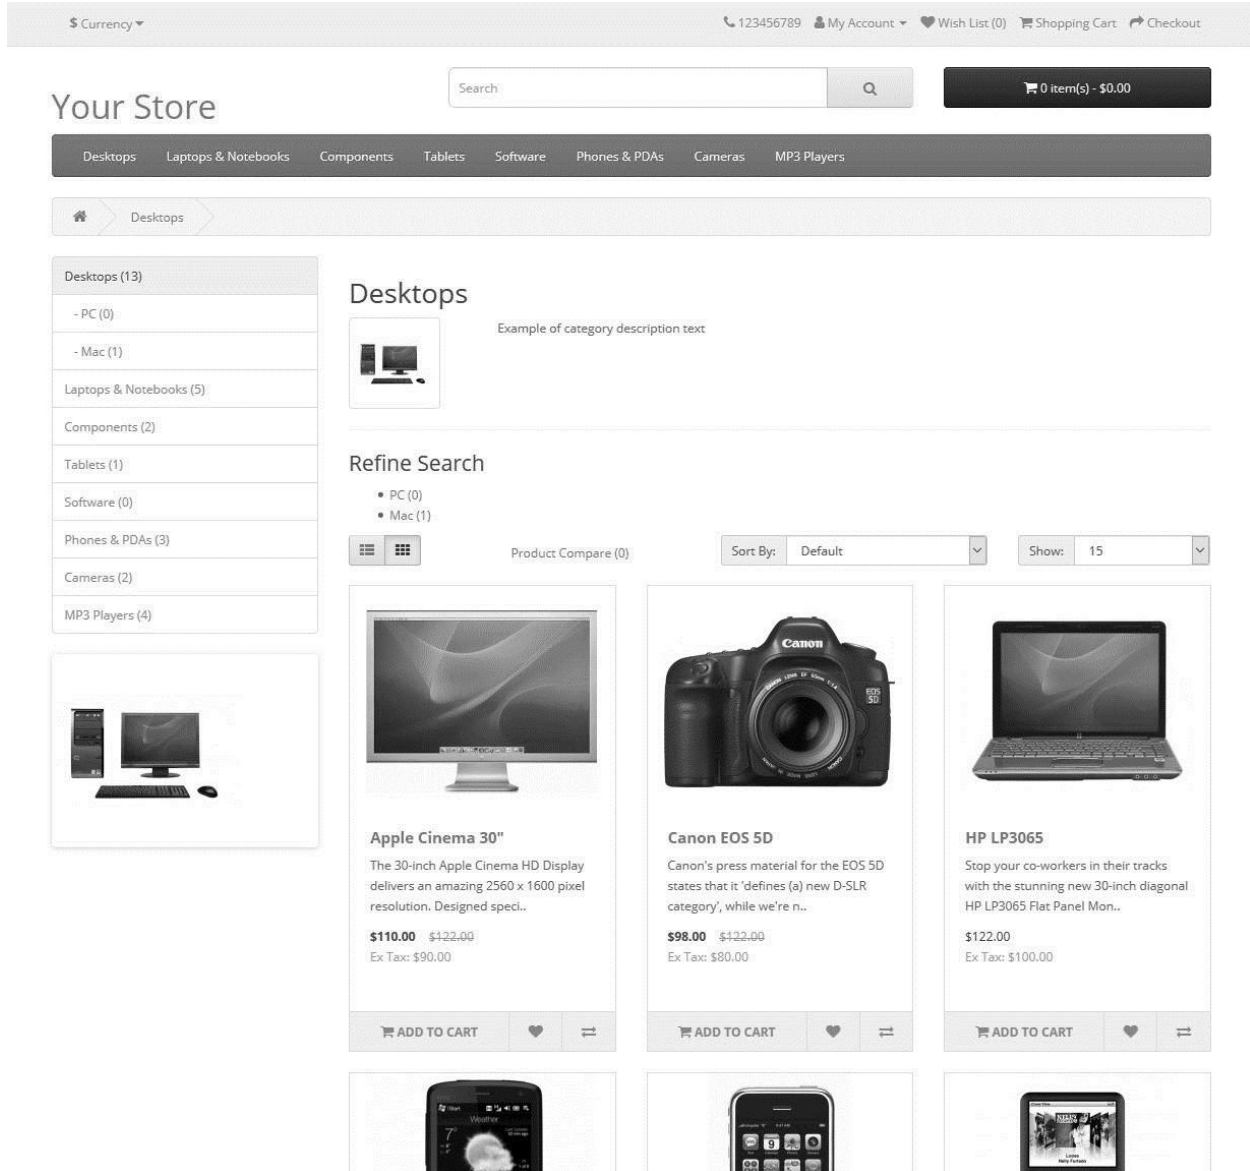 $ Currency
123456789 My Account Wish List (0) Shopping Cart Checkout
Your Store
Search
0 item(s) - $0.00
Desktops Laptops & Notebooks Components Tablets Software Phones & PDAs Cameras MP3 Players
Desktops
Desktops (13)
- PC (0)
- Mac (1)
Laptops & Notebooks (5)
Components (2)
Tablets (1)
Software (0)
Phones & PDAs (3)
Cameras (2)
MP3 Players (4)
Desktops
Example of category description text
Refine Search
PC (0)
Mac (1)
Product Compare (0)
Sort By: Default
Show: 15
Canon
EOS
5D
Apple Cinema 30"
The 30-inch Apple Cinema HD Display
delivers an amazing 2560 x 1600 pixel
resolution. Designed speci..
$110.00 $122.00
Ex Tax: $90.00
ADD TO CART
Canon EOS 5D
Canon's press material for the EOS 5D
states that it 'defines (a) new D-SLR
category', while we're n..
$98.00 $122.00
Ex Tax: $80.00
ADD TO CART
HP LP3065
Stop your co-workers in their tracks
with the stunning new 30-inch diagonal
HP LP3065 Flat Panel Mon..
$122.00
Ex Tax: $100.00
ADD TO CART
Start
Weather
7°
9